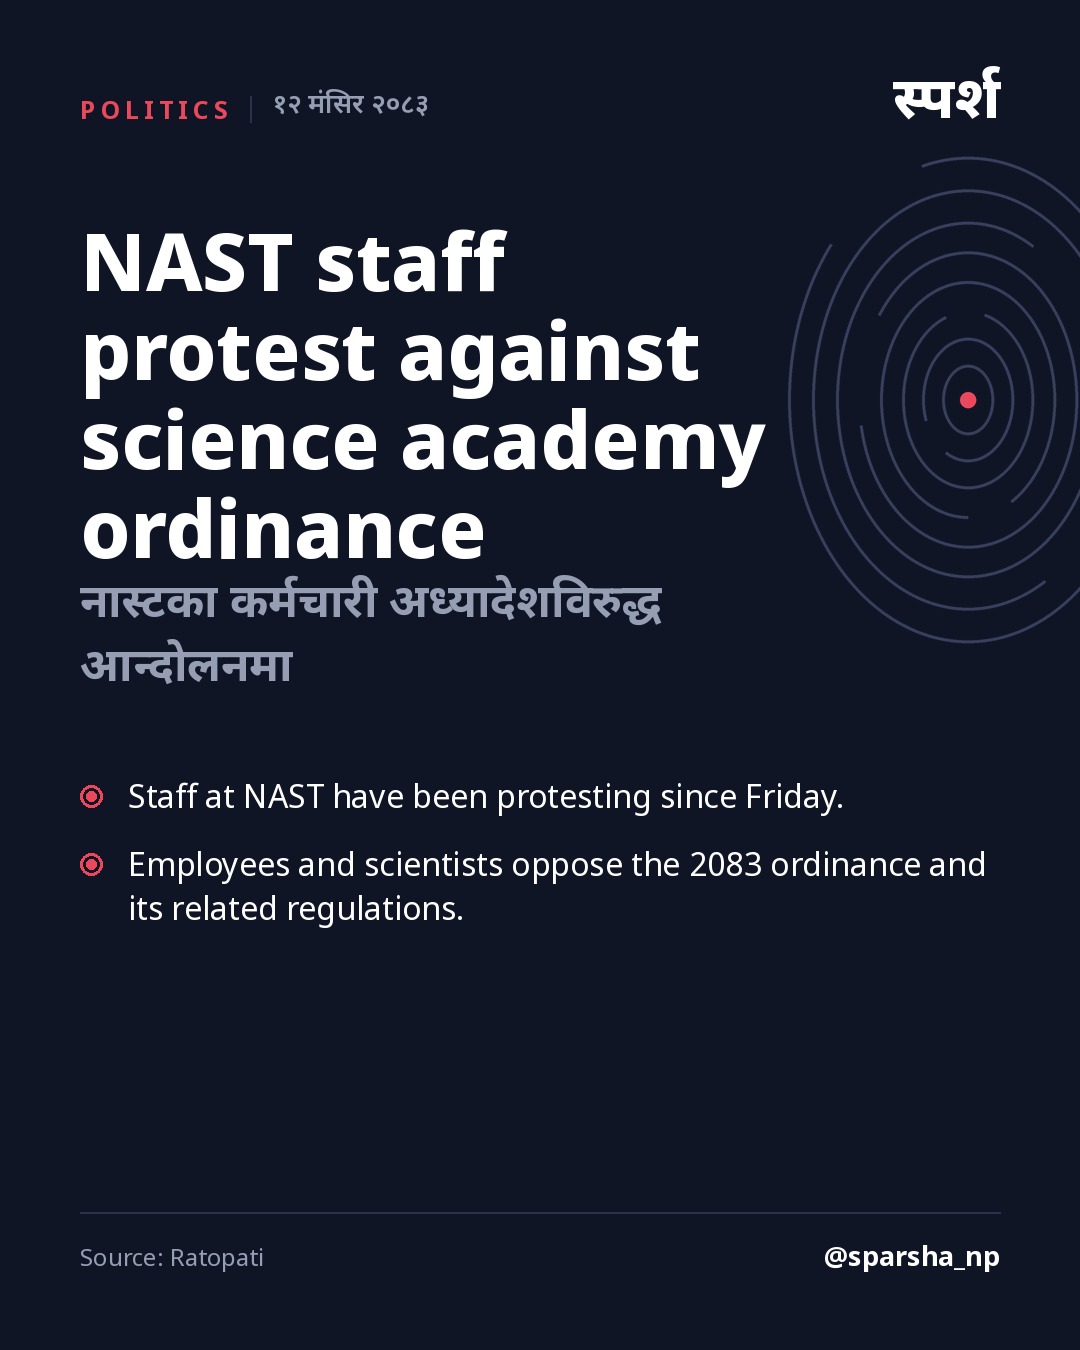 POLITICS | १२ मंसिर २०८३
स्पर्श
NAST staff
protest against
science academy
ordinance
नास्टका कर्मचारी अध्यादेशविरुद्ध
आन्दोलनमा
Staff at NAST have been protesting since Friday.
Employees and scientists oppose the 2083 ordinance and
its related regulations.
Source: Ratopati
@sparsha_np